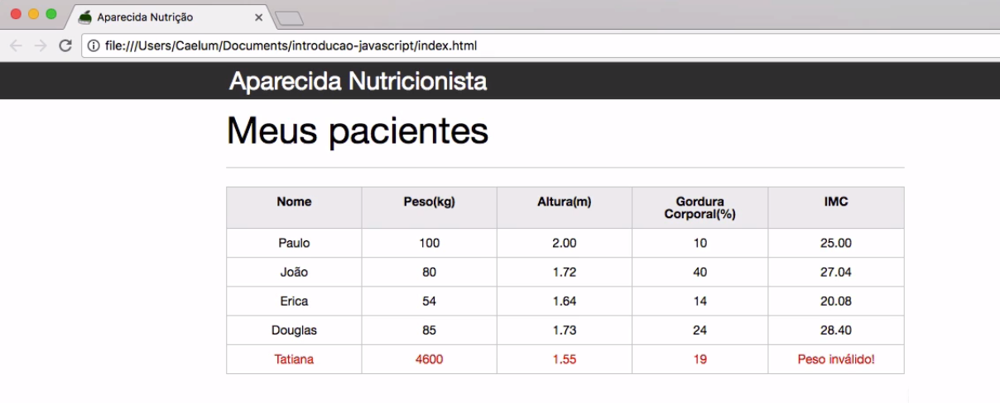 Aparecida Nutrição
file:///Users/Caelum/Documents/introducao-javascript/index.html
Aparecida Nutricionista
Meus pacientes
Nome Peso(kg) Altura(m) Gordura Corporal(%) IMC
Paulo 100 2.00 10 25.00
João 80 1.72 40 27.04
Erica 54 1.64 14 20.08
Douglas 85 1.73 24 28.40
Tatiana 4600 1.55 19 Peso inválido!